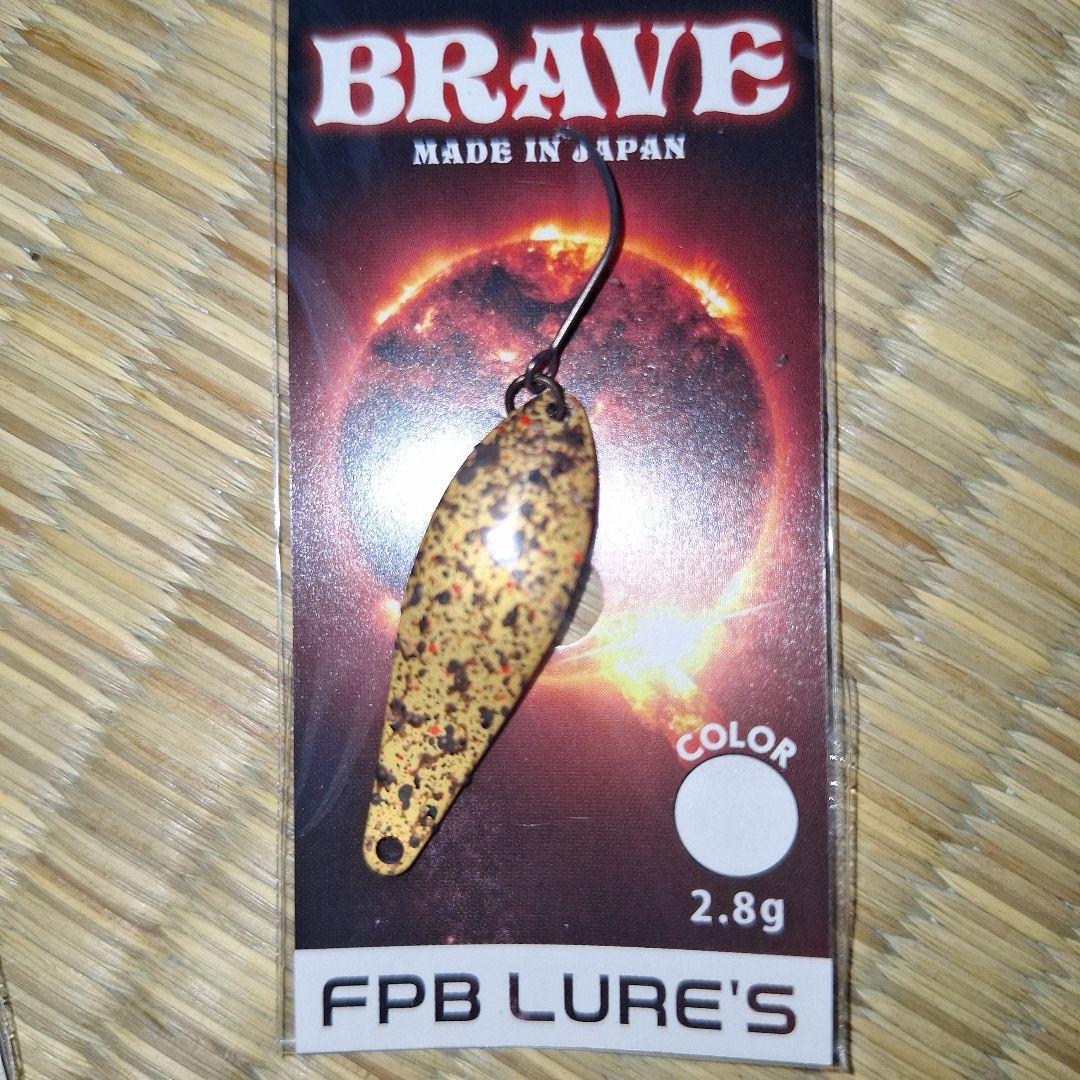 BRAVE
MADE IN JAPAN
COLOR
2.8g
FPB LURE'S